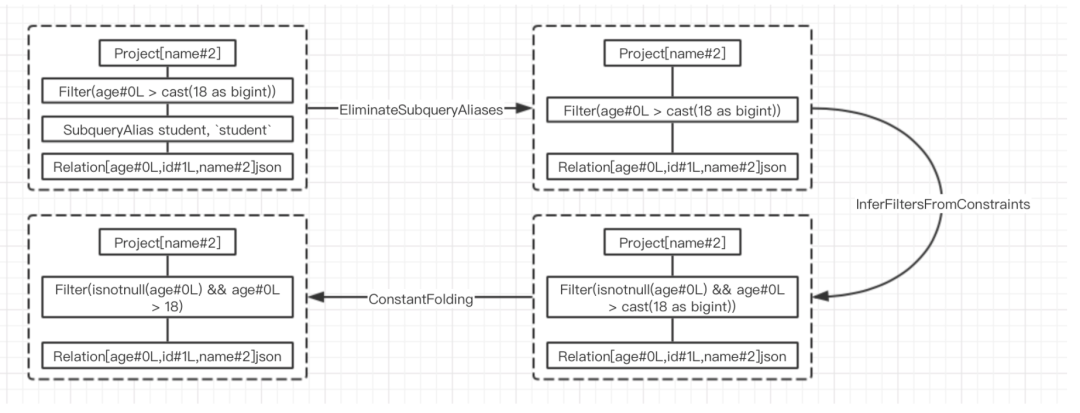 Project[name#2]
Filter(age#0L > cast(18 as bigint))
SubqueryAlias student, `student`
Relation[age#0L,id#1L,name#2]json
EliminateSubqueryAliases
Project[name#2]
Filter(age#0L > cast(18 as bigint))
Relation[age#0L,id#1L,name#2]json
InferFiltersFromConstraints
Project[name#2]
Filter(isnotnull(age#0L) && age#0L
> cast(18 as bigint))
Relation[age#0L,id#1L,name#2]json
ConstantFolding
Project[name#2]
Filter(isnotnull(age#0L) && age#0L
> 18)
Relation[age#0L,id#1L,name#2]json